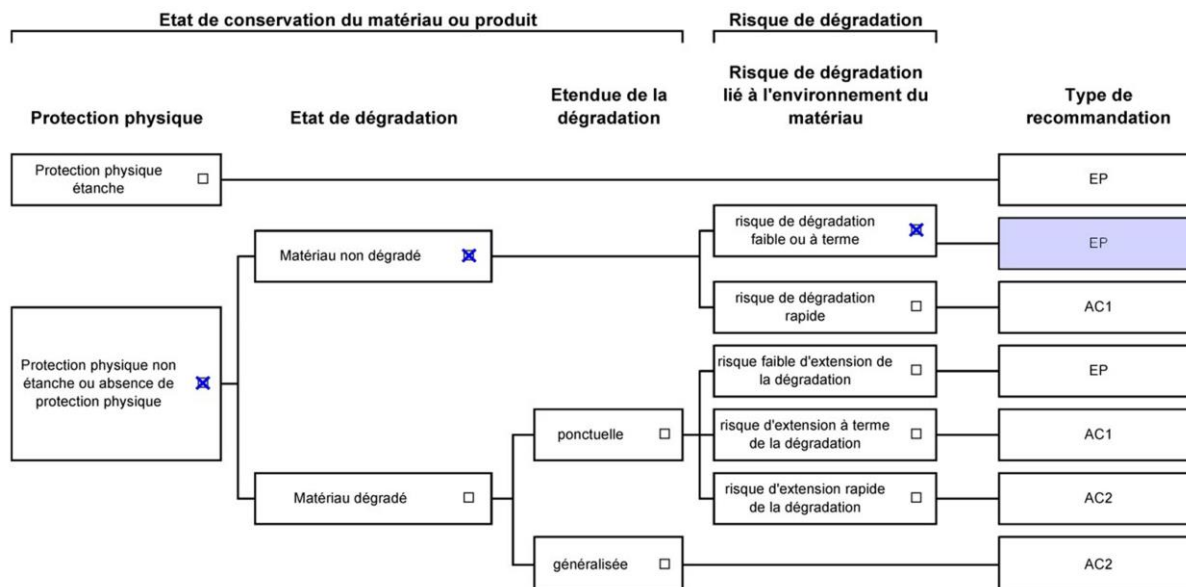 Etat de conservation du matériau ou produit
Risque de dégradation
Protection physique
Etat de dégradation
Etendue de la
dégradation
Risque de dégradation
lié à l'environnement du
matériau
Type de
recommandation
Protection physique
étanche
EP
Protection physique non
étanche ou absence de
protection physique
Matériau non dégradé
risque de dégradation
faible ou à terme
EP
risque de dégradation
rapide
AC1
Matériau dégradé
ponctuelle
risque faible d'extension de
la dégradation
EP
risque d'extension à terme
de la dégradation
AC1
risque d'extension rapide
de la dégradation
AC2
généralisée
AC2